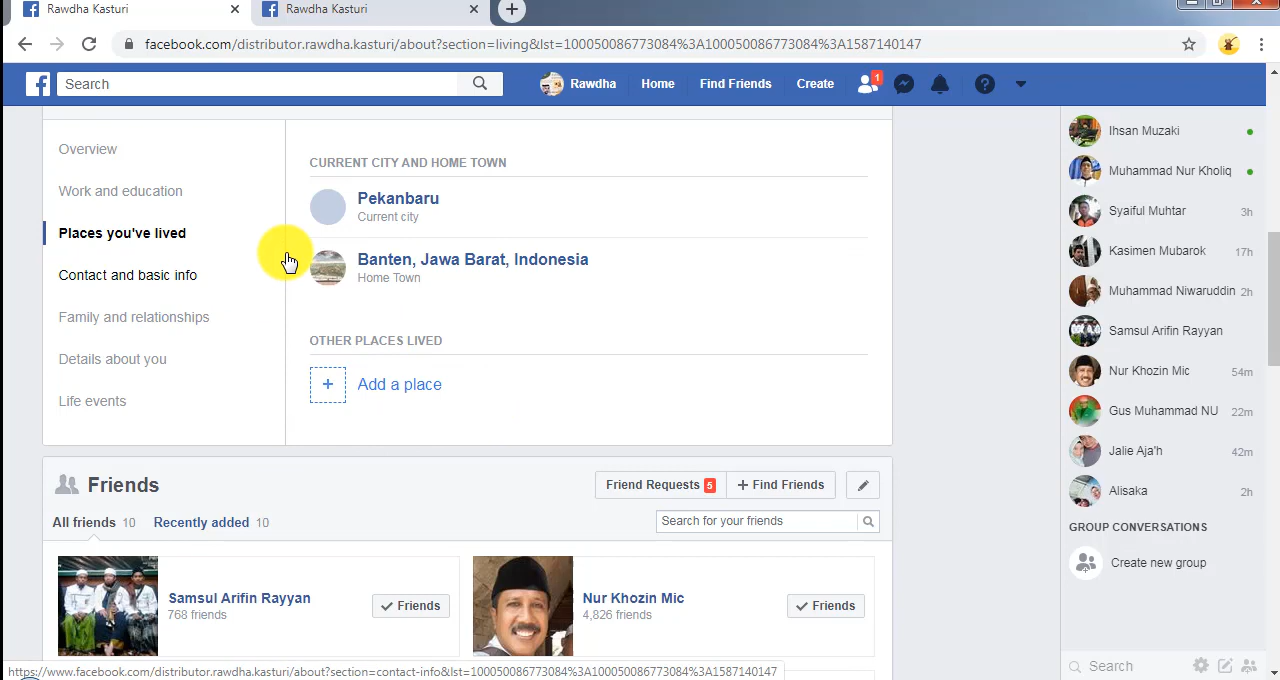 Rawdha Kasturi
Rawdha Kasturi
facebook.com/distributor.rawdha.kasturi/about?section=living&lst=100050086773084%3A100050086773084%3A1587140147
Search
Rawdha
Home
Find Friends
Create
1
Overview
Work and education
Places you've lived
Contact and basic info
Family and relationships
Details about you
Life events
CURRENT CITY AND HOME TOWN
Pekanbaru
Current city
Banten, Jawa Barat, Indonesia
Home Town
OTHER PLACES LIVED
+ Add a place
Friends
Friend Requests 5
+ Find Friends
All friends 10
Recently added 10
Search for your friends
Samsul Arifin Rayyan
768 friends
Friends
Nur Khozin Mic
4,826 friends
Friends
Ihsan Muzaki
Muhammad Nur Kholiq
Syaiful Muhtar 3h
Kasimen Mubarok 17h
Muhammad Niwaruddin 2h
Samsul Arifin Rayyan
Nur Khozin Mic 54m
Gus Muhammad NU 22m
Jalie Aja'h 42m
Alisaka 2h
GROUP CONVERSATIONS
Create new group
Search
https://www.facebook.com/distributor.rawdha.kasturi/about?section=contact-info&lst=100050086773084%3A100050086773084%3A1587140147